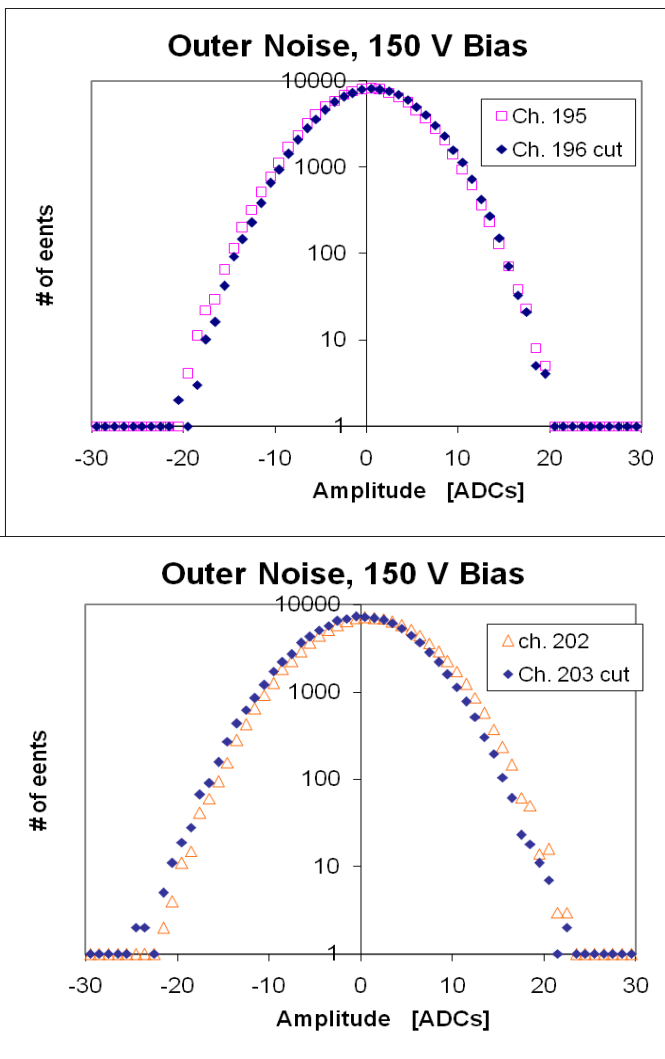 Outer Noise, 150 V Bias
10000
1000
100
10
1
# of eents
Ch. 195
Ch. 196 cut
-30 -20 -10 0 10 20 30
Amplitude [ADCs]
Outer Noise, 150 V Bias
10000
1000
100
10
1
# of eents
ch. 202
Ch. 203 cut
-30 -20 -10 0 10 20 30
Amplitude [ADCs]